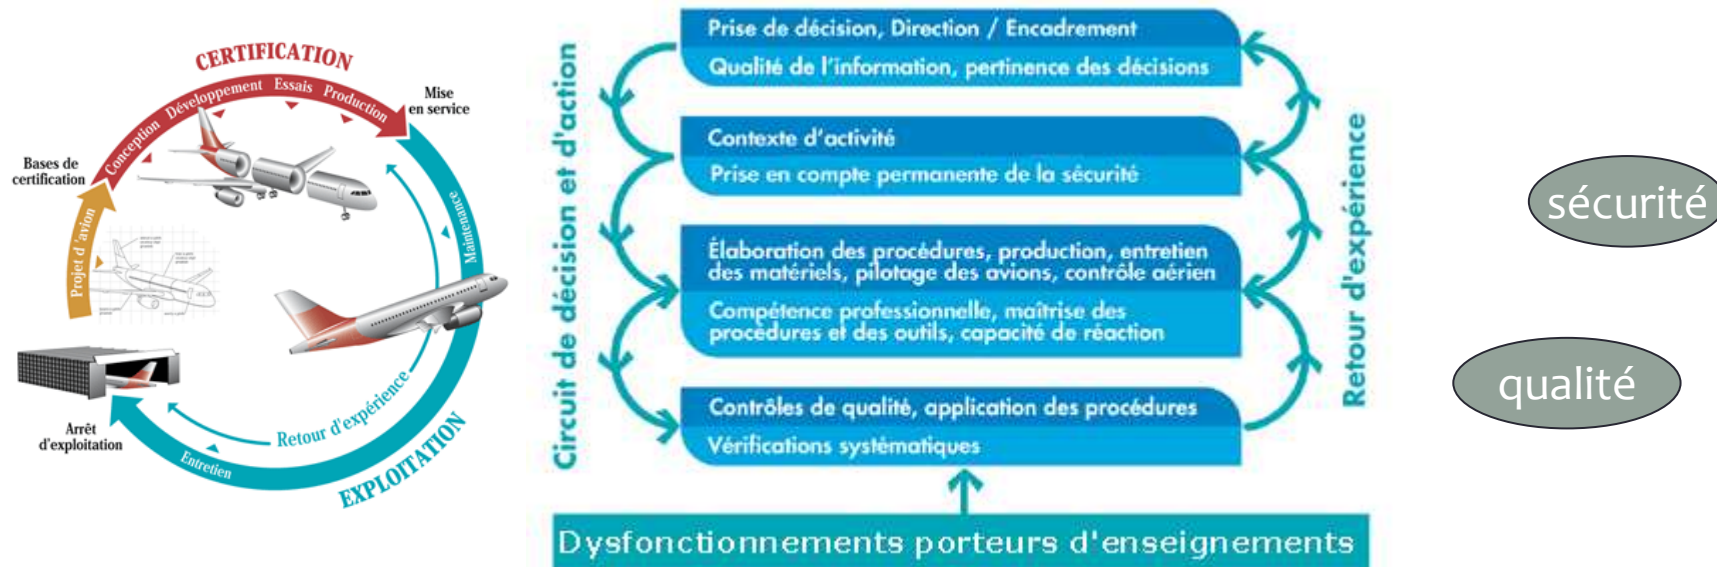 CERTIFICATION
Conception Développement Essais Production
Mise
en service
Bases de
certification
Projet d'avion
Maintenance
Retour d'expérience
Arrêt
d'exploitation
Entretien
EXPLOITATION
Circuit de décision et d'action
Prise de décision, Direction / Encadrement
Qualité de l'information, pertinence des décisions
Contexte d'activité
Prise en compte permanente de la sécurité
Élaboration des procédures, production, entretien
des matériels, pilotage des avions, contrôle aérien
Compétence professionnelle, maîtrise des
procédures et des outils, capacité de réaction
Contrôles de qualité, application des procédures
Vérifications systématiques
Retour d'expérience
Dysfonctionnements porteurs d'enseignements
sécurité
qualité